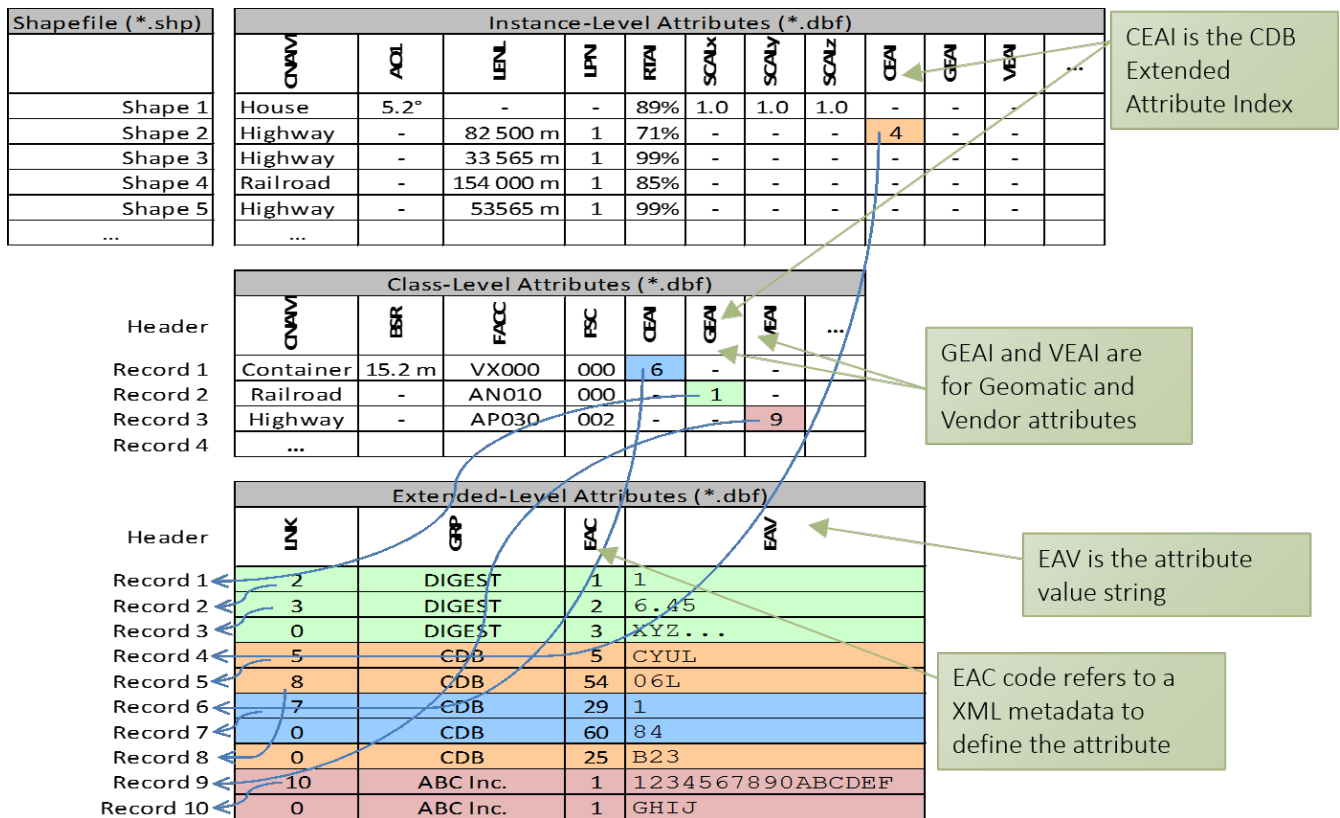 Shapefile (*.shp)
Instance-Level Attributes (*.dbf)
CNAM AO1 LENL LPN RTAI SCALx SCALy SCALz CEAI GEAI VEAI ...
Shape 1 House 5.2° - - 89% 1.0 1.0 1.0 - - -
Shape 2 Highway - 82 500 m 1 71% - - - 4 - -
Shape 3 Highway - 33 565 m 1 99% - - - - - -
Shape 4 Railroad - 154 000 m 1 85% - - - - - -
Shape 5 Highway - 53565 m 1 99% - - - - - -
... ...
CEAI is the CDB
Extended
Attribute Index
Class-Level Attributes (*.dbf)
Header CNAM BSR FACC FSC CEAI GEAI VEAI ...
Record 1 Container 15.2 m VX000 000 6 - -
Record 2 Railroad - AN010 000 - 1 -
Record 3 Highway - AP030 002 - - 9
Record 4 ...
GEAI and VEAI are
for Geomatic and
Vendor attributes
Extended-Level Attributes (*.dbf)
Header LNK GRP EAC EAV
Record 1 2 DIGEST 1 1
Record 2 3 DIGEST 2 6.45
Record 3 0 DIGEST 3 XYZ...
Record 4 5 CDB 5 CYUL
Record 5 8 CDB 54 06L
Record 6 7 CDB 29 1
Record 7 0 CDB 60 84
Record 8 0 CDB 25 B23
Record 9 10 ABC Inc. 1 1234567890ABCDEF
Record 10 0 ABC Inc. 1 GHIJ
EAV is the attribute
value string
EAC code refers to a
XML metadata to
define the attribute